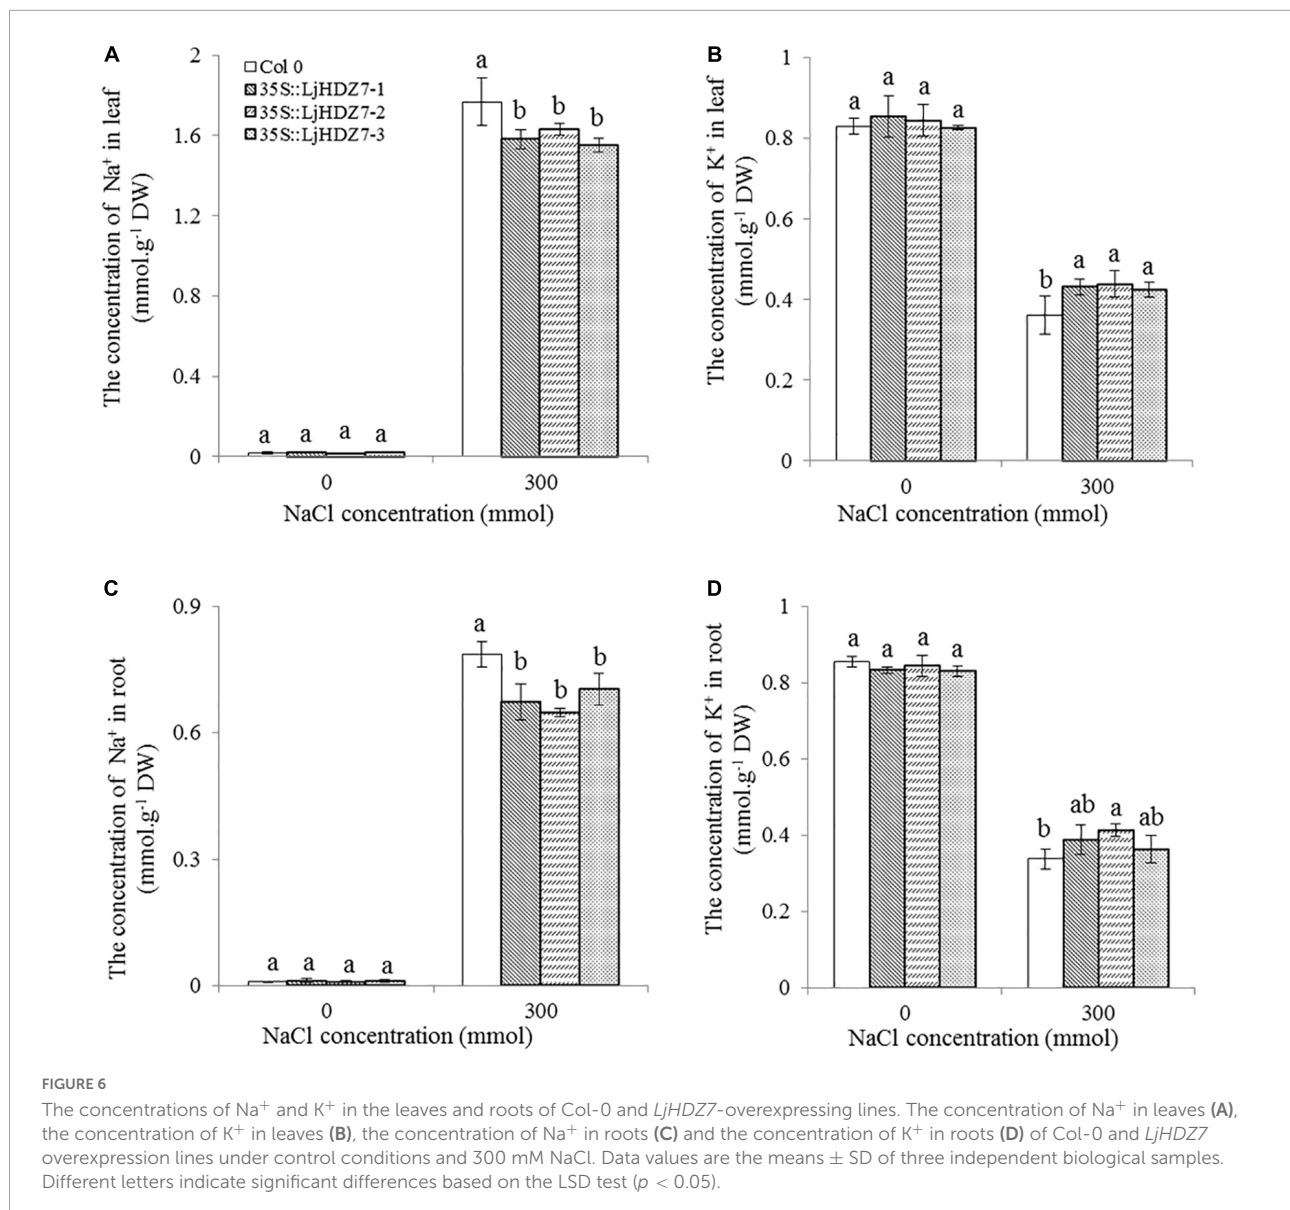 A
The concentration of Na⁺ in leaf
(mmol.g⁻¹ DW)
2
1.6
1.2
0.8
0.4
0
Col 0
35S::LjHDZ7-1
35S::LjHDZ7-2
35S::LjHDZ7-3
a a a a
a b b b
0 300
NaCl concentration (mmol)
B
The concentration of K⁺ in leaf
(mmol.g⁻¹ DW)
1
0.8
0.6
0.4
0.2
0
a a a a
b a a a
0 300
NaCl concentration (mmol)
C
The concentration of Na⁺ in root
(mmol.g⁻¹ DW)
0.9
0.6
0.3
0
a a a a
a b b b
0 300
NaCl concentration (mmol)
D
The concentration of K⁺ in root
(mmol.g⁻¹ DW)
1
0.8
0.6
0.4
0.2
0
a a a a
b ab a ab
0 300
NaCl concentration (mmol)
FIGURE 6
The concentrations of Na⁺ and K⁺ in the leaves and roots of Col-0 and LjHDZ7-overexpressing lines. The concentration of Na⁺ in leaves (A),
the concentration of K⁺ in leaves (B), the concentration of Na⁺ in roots (C) and the concentration of K⁺ in roots (D) of Col-0 and LjHDZ7
overexpression lines under control conditions and 300 mM NaCl. Data values are the means ± SD of three independent biological samples.
Different letters indicate significant differences based on the LSD test (p < 0.05).